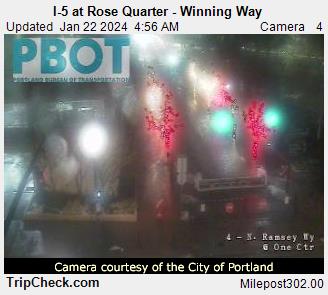 I-5 at Rose Quarter - Winning Way
Updated Jan 22 2024 4:56 AM Camera 4
PBOT
PORTLAND BUREAU OF TRANSPORTATION
4 - N. Ramsey Wy
@ One Ctr
Camera courtesy of the City of Portland
TripCheck.com Milepost302.00